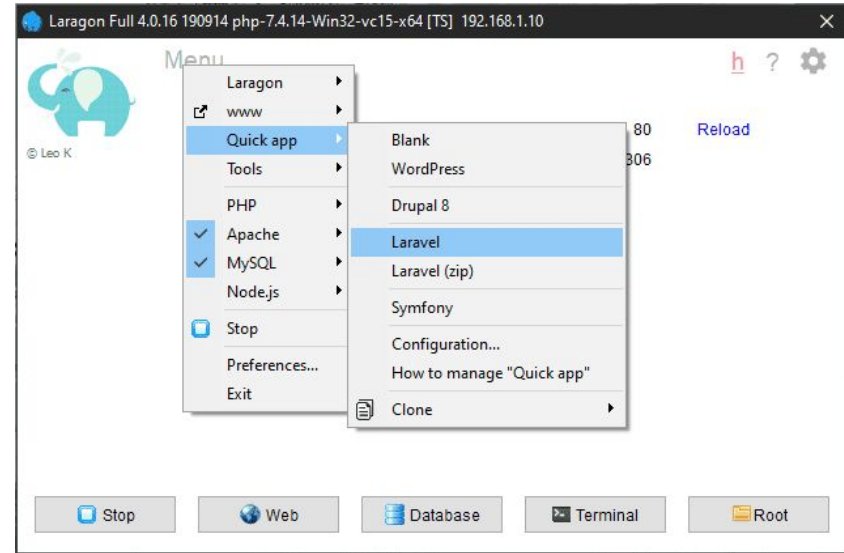 Laragon Full 4.0.16 190914 php-7.4.14-Win32-vc15-x64 [TS] 192.168.1.10
Menu
h ?
© Leo K
Laragon
www
Quick app
Tools
PHP
Apache
MySQL
Node.js
Stop
Preferences...
Exit
Blank
WordPress
Drupal 8
Laravel
Laravel (zip)
Symfony
Configuration...
How to manage "Quick app"
Clone
80 Reload
306
Stop Web Database Terminal Root